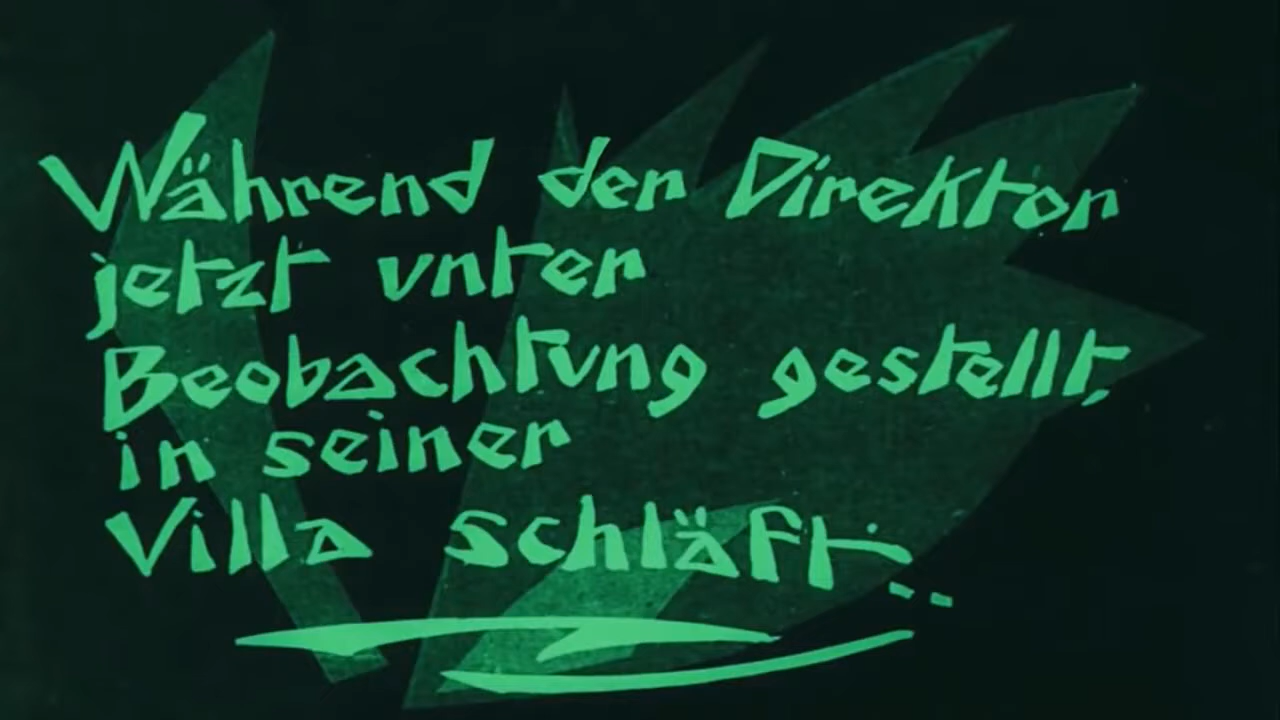 Während der Direktor
jetzt unter
Beobachtung gestellt,
in seiner
Villa schläft...